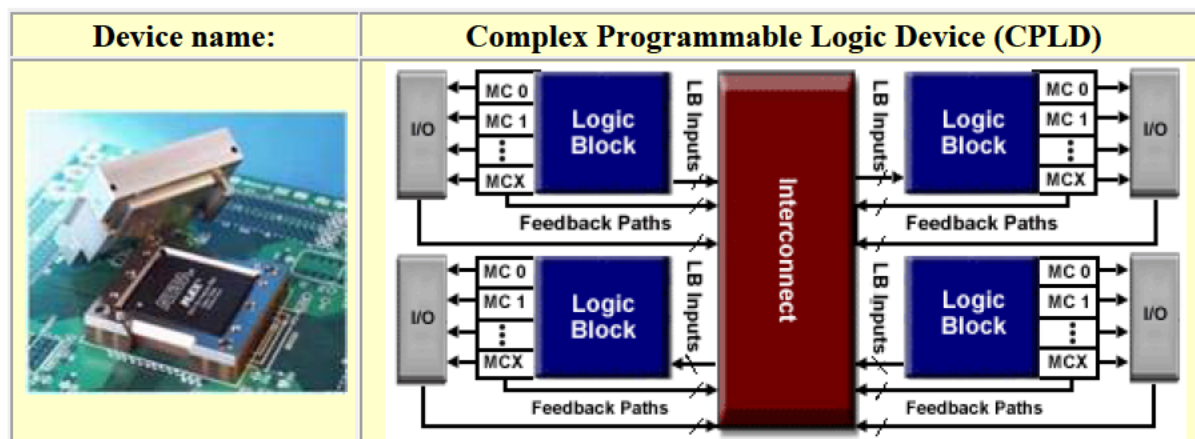 Device name:
Complex Programmable Logic Device (CPLD)
I/O
MC 0
MC 1
MCX
Logic
Block
LB Inputs
Feedback Paths
Interconnect
LB Inputs
Logic
Block
MC 0
MC 1
MCX
I/O
Feedback Paths
I/O
MC 0
MC 1
MCX
Logic
Block
LB Inputs
Feedback Paths
LB Inputs
Logic
Block
MC 0
MC 1
MCX
I/O
Feedback Paths